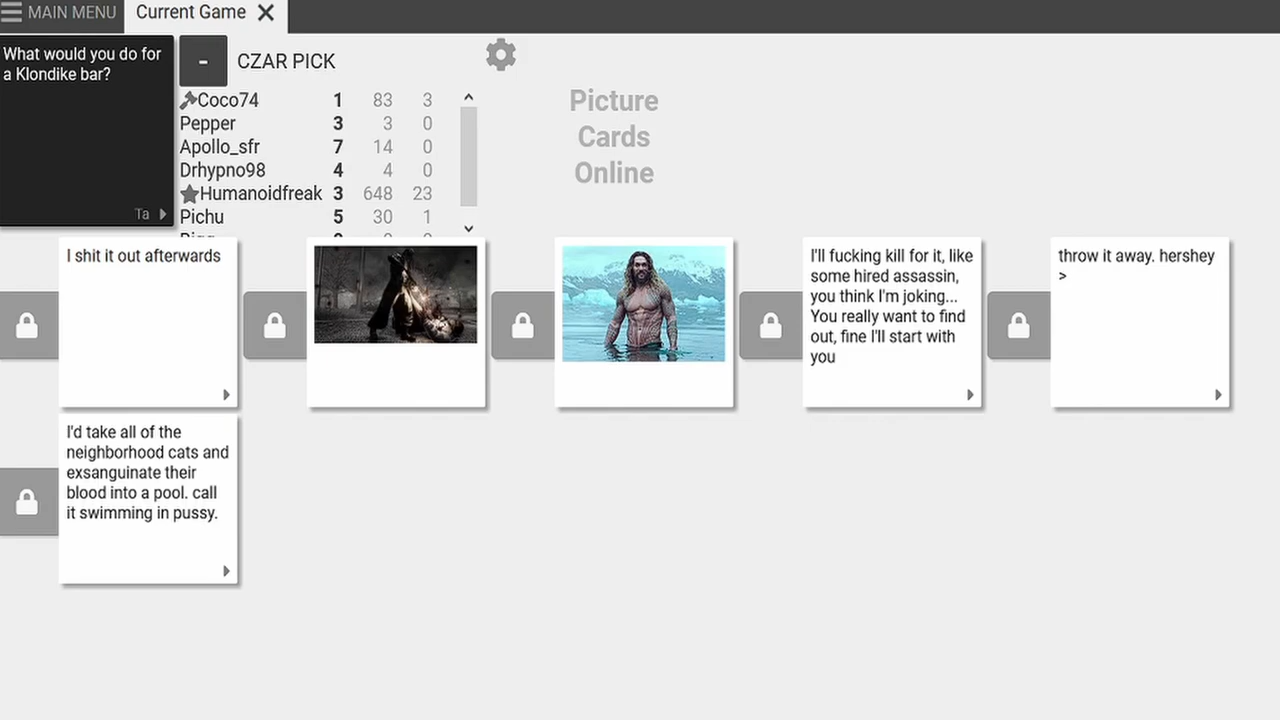 MAIN MENU
Current Game
What would you do for
a Klondike bar?
Ta
-
CZAR PICK
Coco74 1 83 3
Pepper 3 3 0
Apollo_sfr 7 14 0
Drhypno98 4 4 0
Humanoidfreak 3 648 23
Pichu 5 30 1
Picture
Cards
Online
I shit it out afterwards
I'll fucking kill for it, like
some hired assassin,
you think I'm joking...
You really want to find
out, fine I'll start with
you
throw it away. hershey
>
I'd take all of the
neighborhood cats and
exsanguinate their
blood into a pool. call
it swimming in pussy.